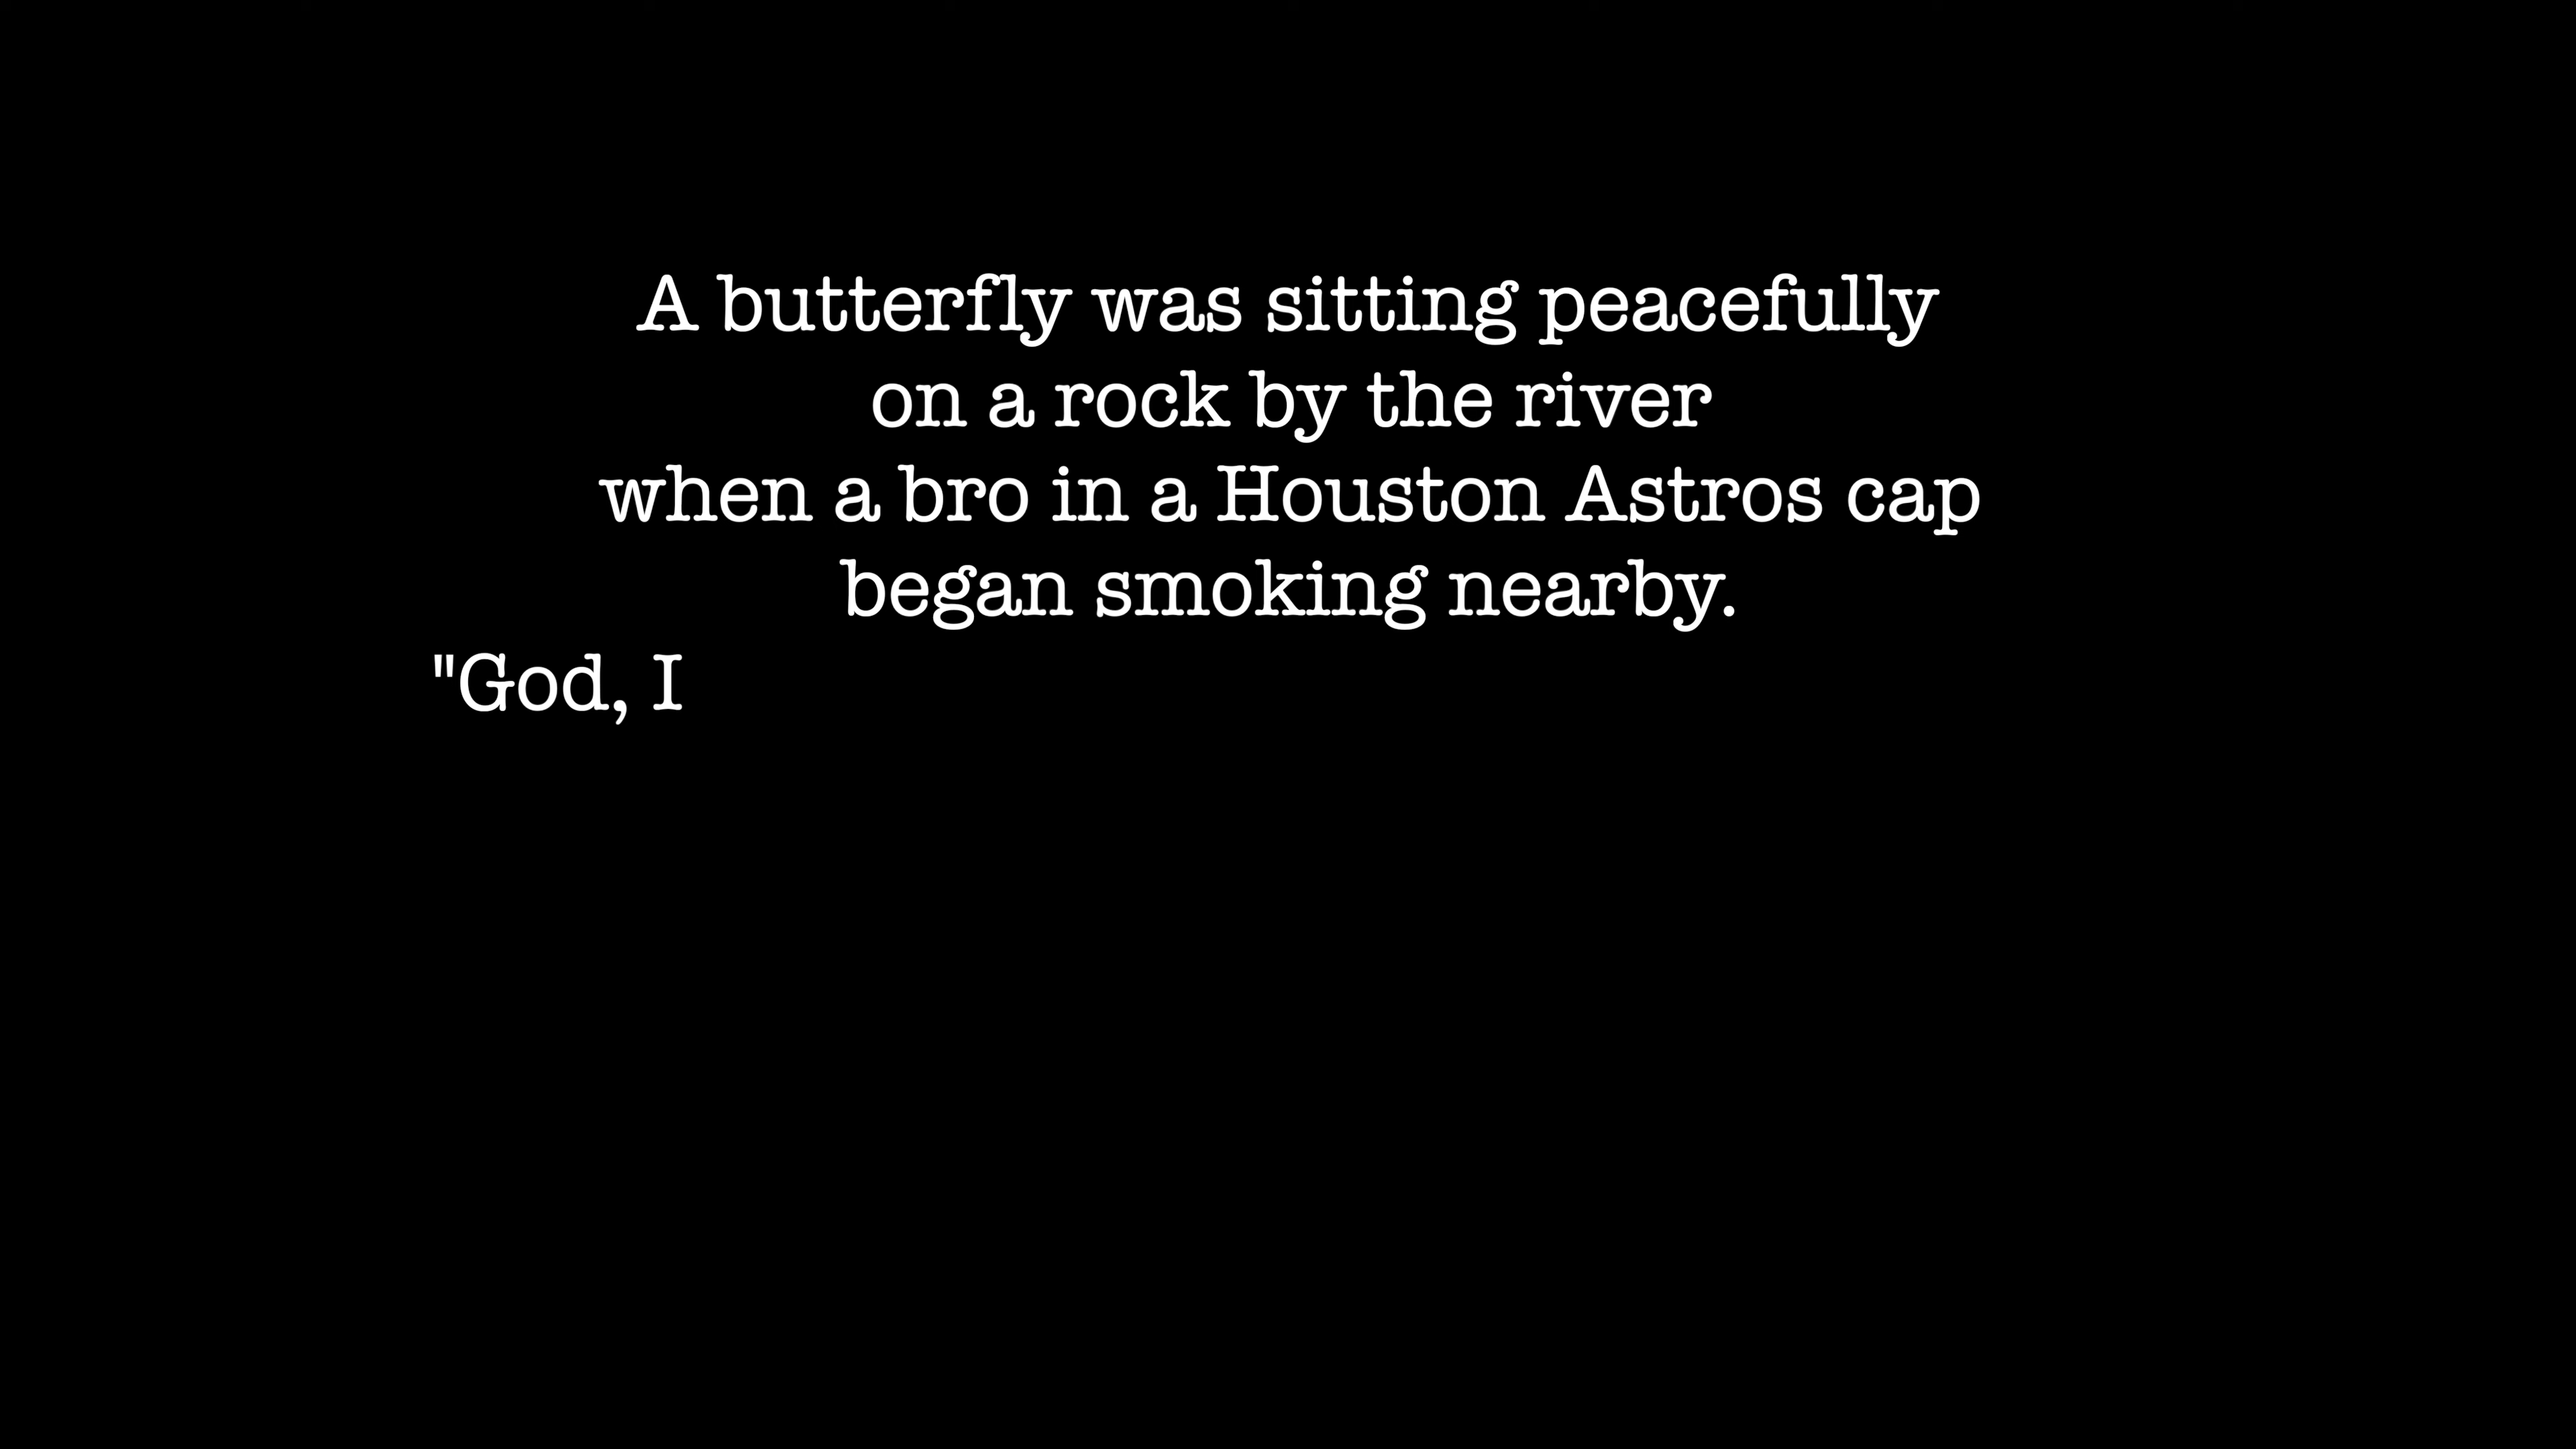 A butterfly was sitting peacefully
on a rock by the river
when a bro in a Houston Astros cap
began smoking nearby.
"God, I